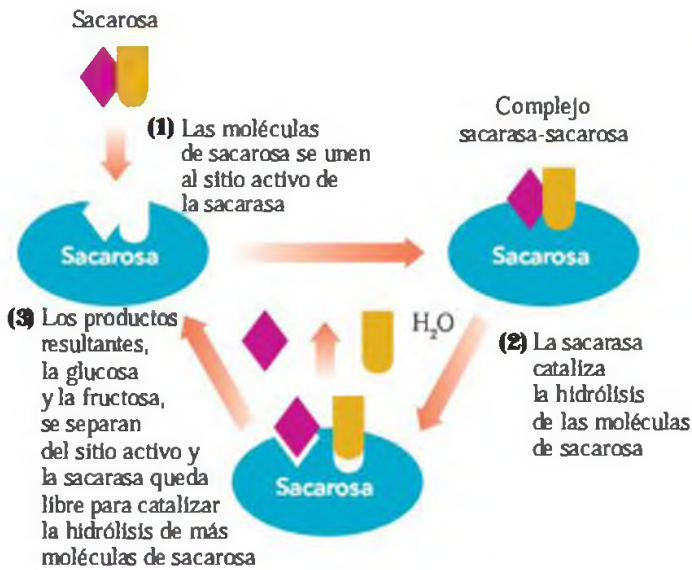 Sacarosa
(1) Las moléculas
de sacarosa se unen
al sitio activo de
la sacarasa
Sacarosa
Complejo
sacarasa-sacarosa
Sacarosa
(2) La sacarasa
cataliza
la hidrólisis
de las moléculas
de sacarosa
H₂O
Sacarosa
(3) Los productos
resultantes,
la glucosa
y la fructosa,
se separan
del sitio activo y
la sacarasa queda
libre para catalizar
la hidrólisis de más
moléculas de sacarosa